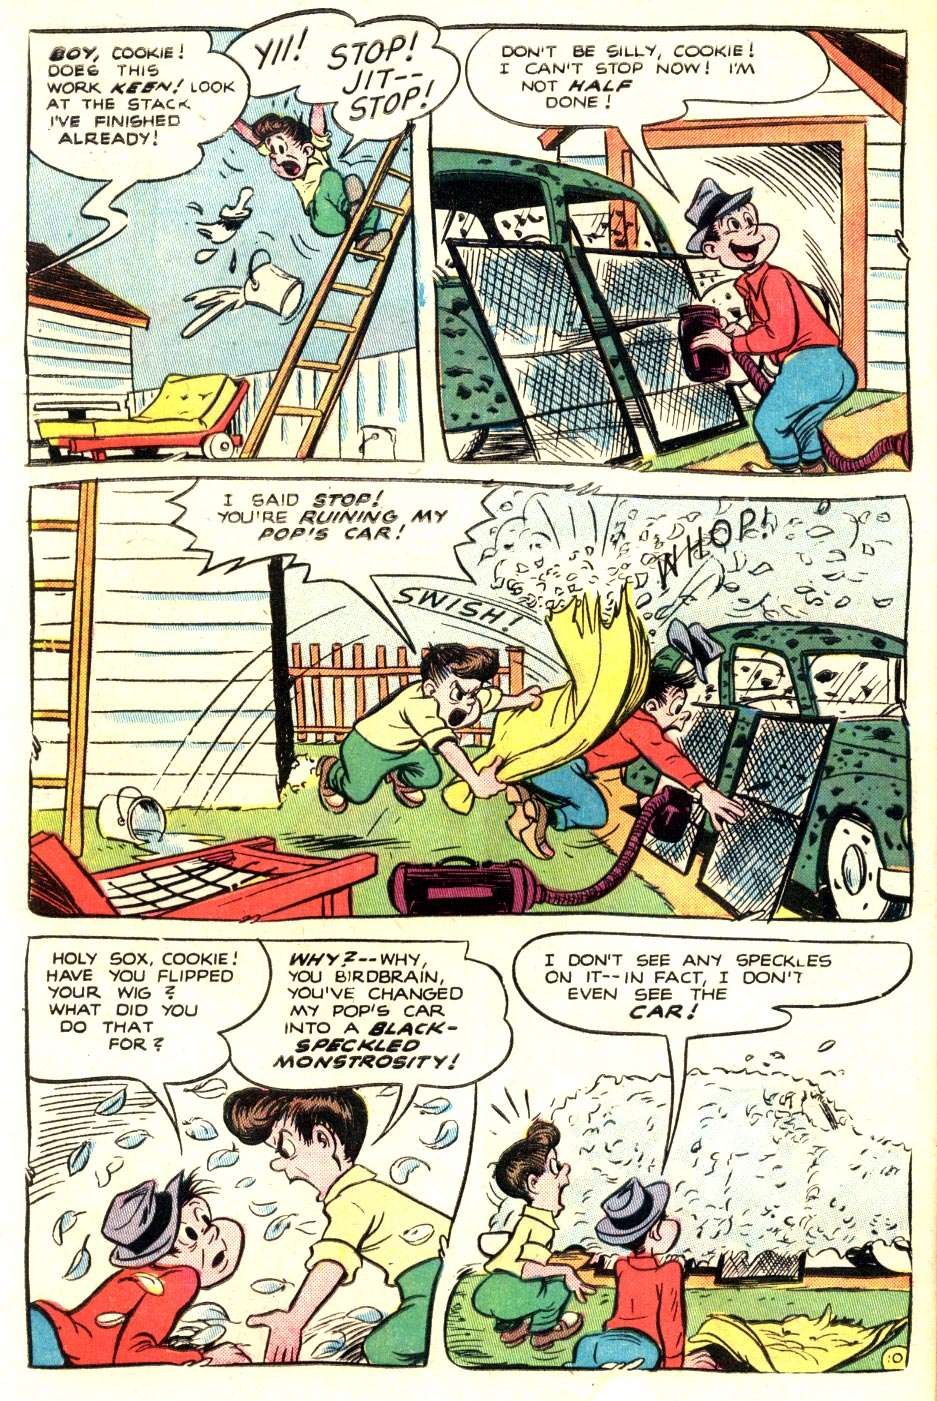 BOY, COOKIE!
DOES THIS
WORK KEEN! LOOK
AT THE STACK
I'VE FINISHED
ALREADY!
YII! STOP!
JIT--
STOP!
DON'T BE SILLY, COOKIE!
I CAN'T STOP NOW! I'M
NOT HALF
DONE!
I SAID STOP!
YOU'RE RUINING MY
POP'S CAR!
SWISH!
WHOP!
HOLY SOX, COOKIE!
HAVE YOU FLIPPED
YOUR WIG?
WHAT DID YOU
DO THAT
FOR?
WHY?--WHY,
YOU BIRDBRAIN,
YOU'VE CHANGED
MY POP'S CAR
INTO A BLACK-
SPECKLED
MONSTROSITY!
I DON'T SEE ANY SPECKLES
ON IT--IN FACT, I DON'T
EVEN SEE THE
CAR!
10